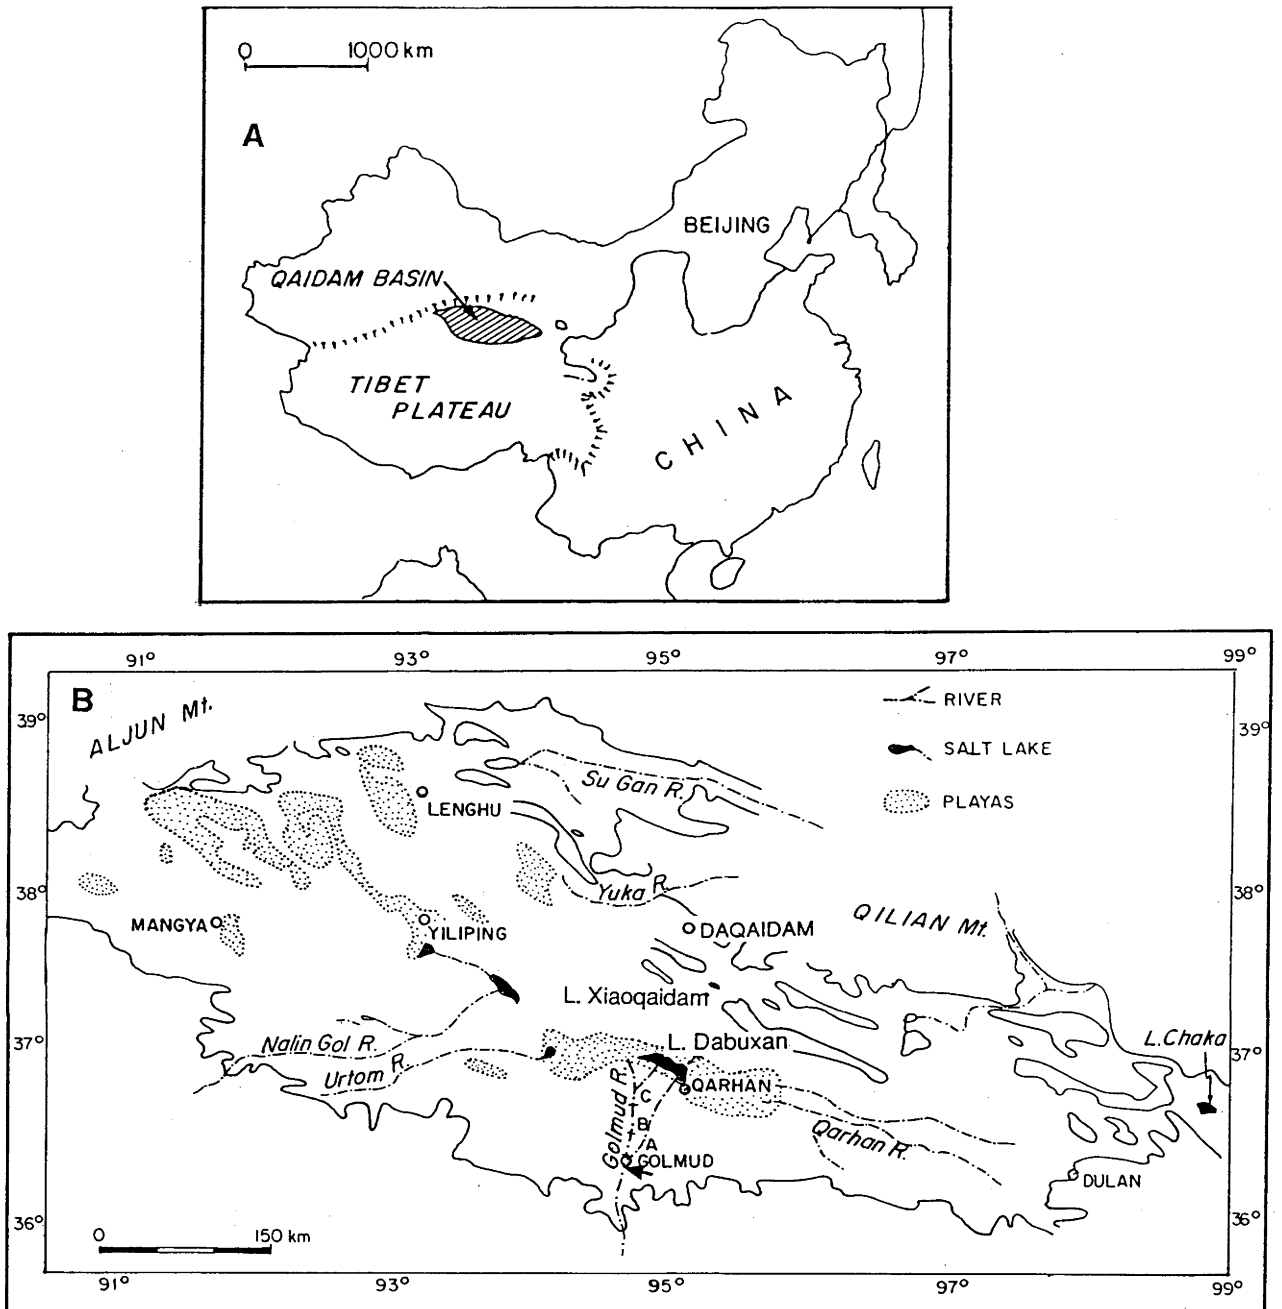 0 1000 km
A
BEIJING
QAIDAM BASIN
TIBET
PLATEAU
CHINA
91° 93° 95° 97° 99°
B
ALJUN Mt.
RIVER
39°
39°
SALT LAKE
Su Gan R.
LENGHU
PLAYAS
38°
Yuka R.
38°
MANGYA
YILIPING
DAQAIDAM
QILIAN Mt.
L. Xiaoqaidam
37°
Nalin Gol R.
L. Dabuxan
37°
L.Chaka
Urtom R.
QARHAN
Golmud R.
C
B
A
Qarhan R.
GOLMUD
DULAN
36°
36°
0 150 km
91° 93° 95° 97° 99°